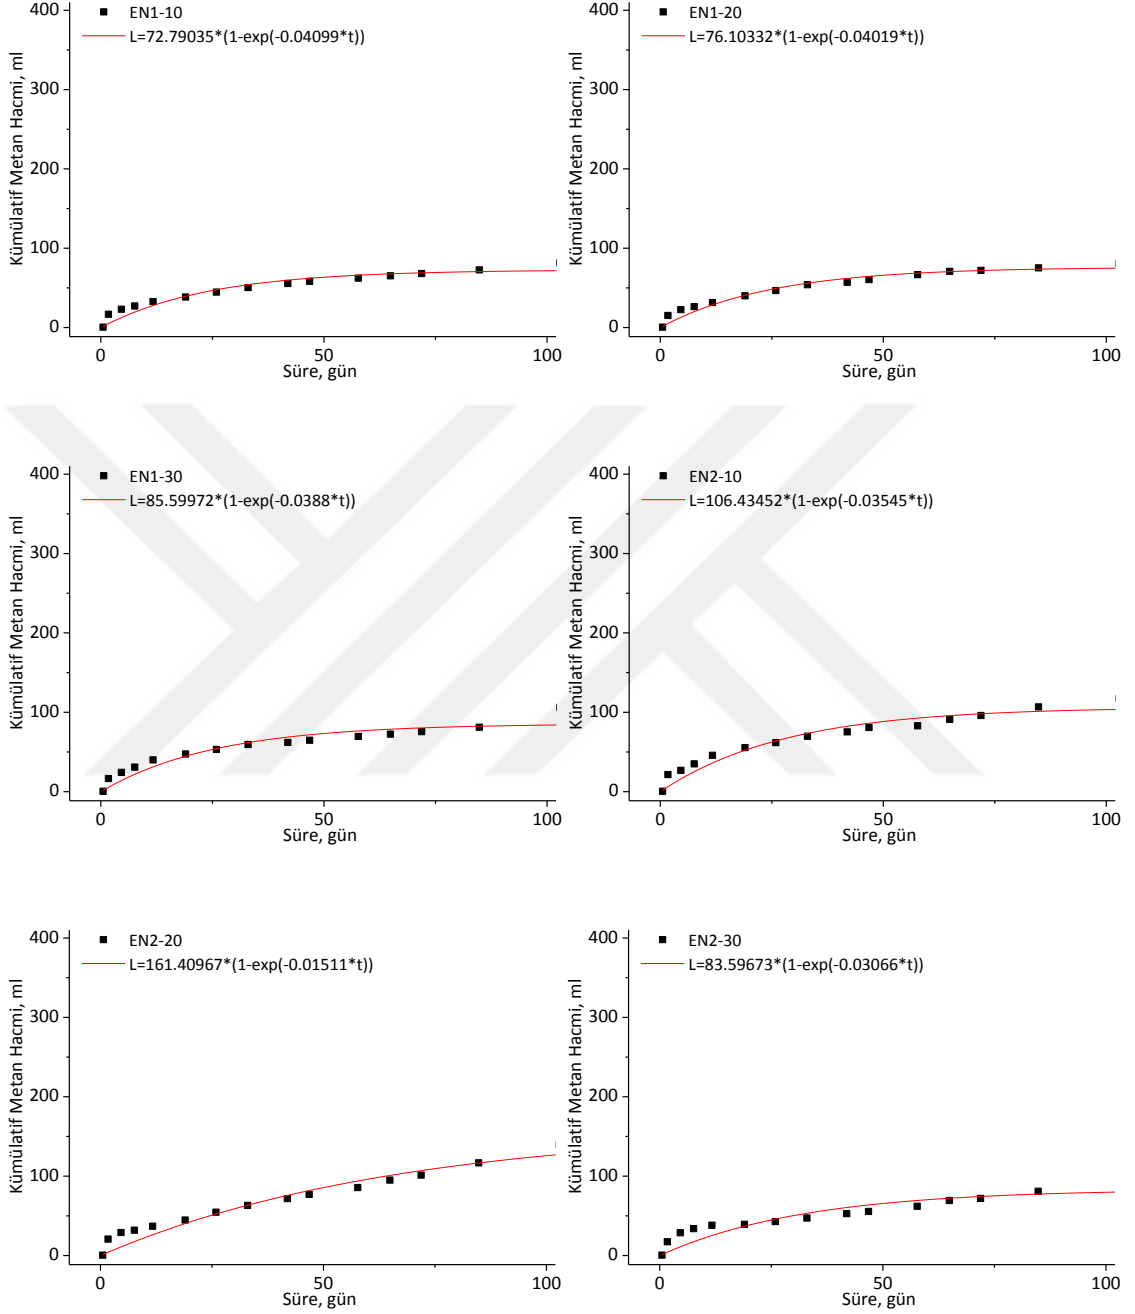 EN1-10
L=72.79035*(1-exp(-0.04099*t))
Kümülatif Metan Hacmi, ml
400
300
200
100
0
0 50 100
Süre, gün
EN1-20
L=76.10332*(1-exp(-0.04019*t))
Kümülatif Metan Hacmi, ml
400
300
200
100
0
0 50 100
Süre, gün
EN1-30
L=85.59972*(1-exp(-0.0388*t))
Kümülatif Metan Hacmi, ml
400
300
200
100
0
0 50 100
Süre, gün
EN2-10
L=106.43452*(1-exp(-0.03545*t))
Kümülatif Metan Hacmi, ml
400
300
200
100
0
0 50 100
Süre, gün
EN2-20
L=161.40967*(1-exp(-0.01511*t))
Kümülatif Metan Hacmi, ml
400
300
200
100
0
0 50 100
Süre, gün
EN2-30
L=83.59673*(1-exp(-0.03066*t))
Kümülatif Metan Hacmi, ml
400
300
200
100
0
0 50 100
Süre, gün